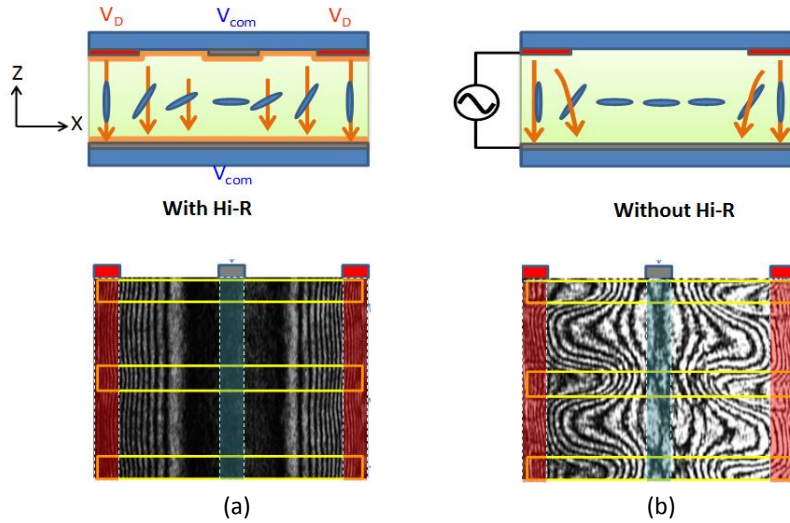 V_D V_com V_D
Z
X
V_com
With Hi-R
Without Hi-R
(a)
(b)